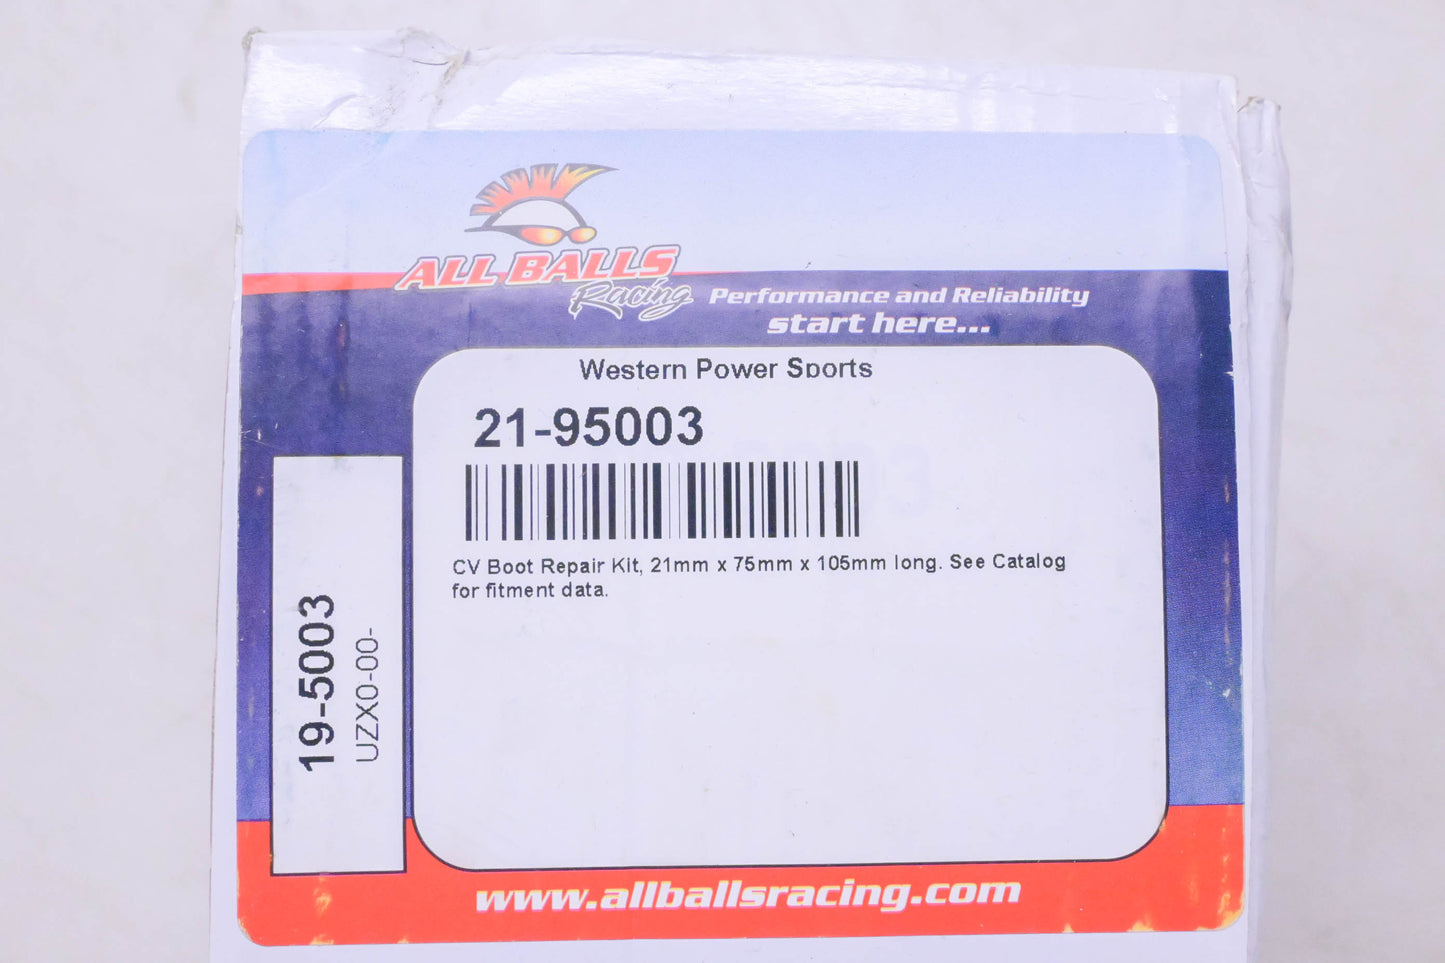 ALL BALLS
Racing
Performance and Reliability
start here...
Western Power Sports
21-95003
CV Boot Repair Kit, 21mm x 75mm x 105mm long. See Catalog
for fitment data.
19-5003
UZX0-00-
www.allballsracing.com